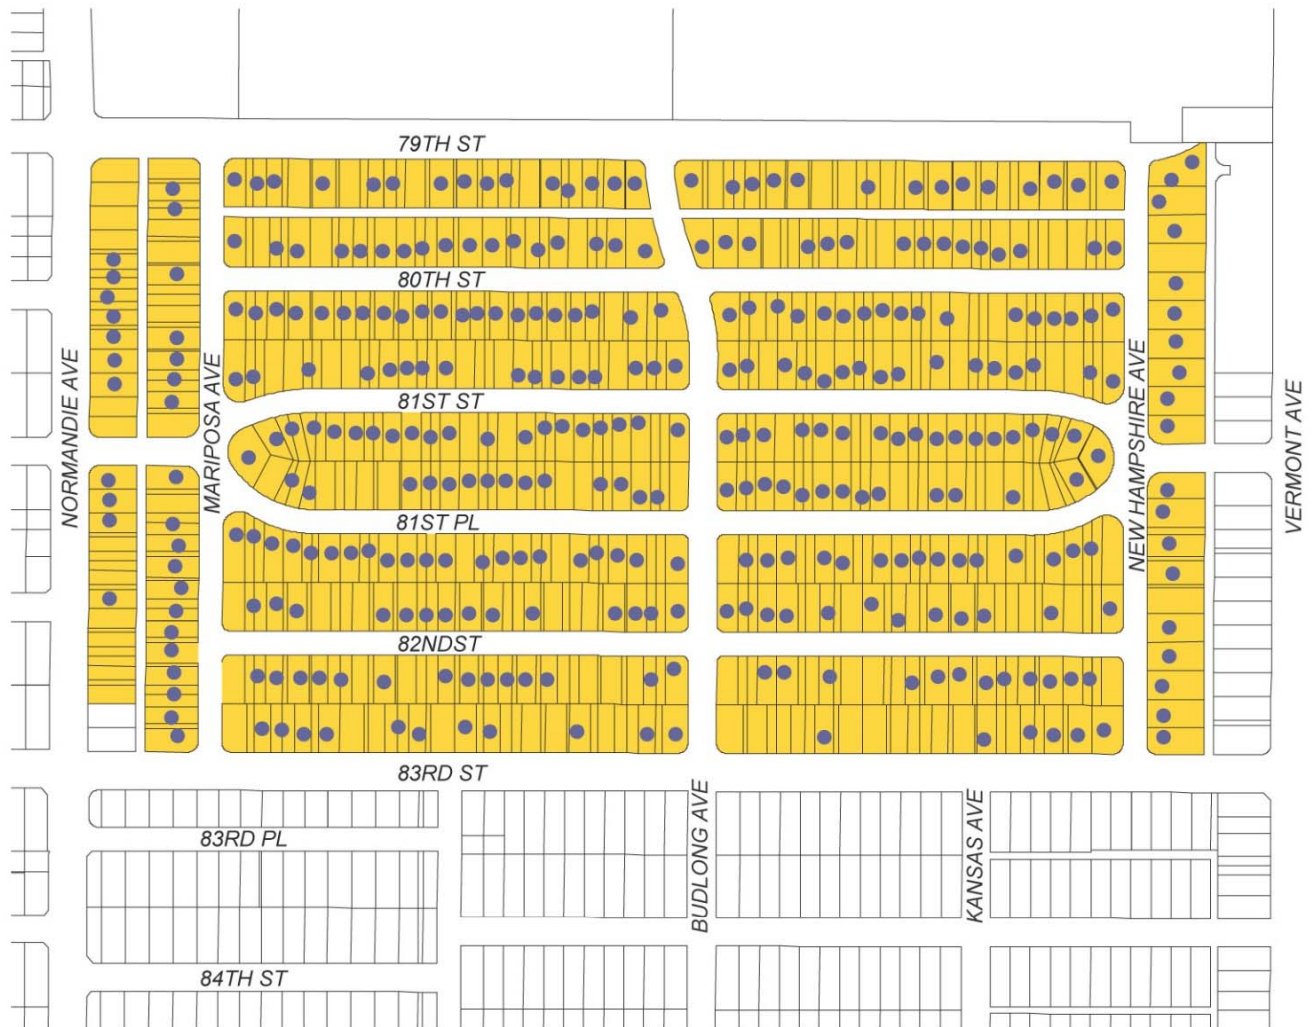 79TH ST
80TH ST
NORMANDIE AVE
MARIPOSA AVE
81ST ST
NEW HAMPSHIRE AVE
VERMONT AVE
81ST PL
82NDST
83RD ST
83RD PL
BUDLONG AVE
KANSAS AVE
84TH ST